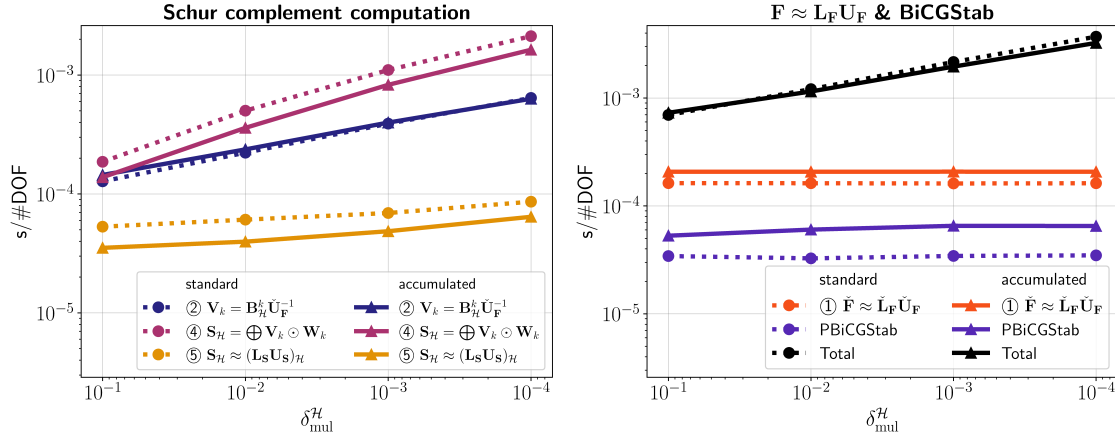 Schur complement computation
s/#DOF
10⁻³
10⁻⁴
10⁻⁵
standard
accumulated
② V_k = B_ℋ^k Ǔ_F^{-1}
② V_k = B_ℋ^k Ǔ_F^{-1}
④ S_ℋ = ⨁ V_k ⊙ W_k
④ S_ℋ = ⨁ V_k ⊙ W_k
⑤ S_ℋ ≈ (L_S U_S)_ℋ
⑤ S_ℋ ≈ (L_S U_S)_ℋ
10⁻¹
10⁻²
10⁻³
10⁻⁴
δ_mul^ℋ
F ≈ L_F U_F & BiCGStab
s/#DOF
10⁻³
10⁻⁴
10⁻⁵
standard
accumulated
① F̌ ≈ Ľ_F Ǔ_F
① F̌ ≈ Ľ_F Ǔ_F
PBiCGStab
PBiCGStab
Total
Total
10⁻¹
10⁻²
10⁻³
10⁻⁴
δ_mul^ℋ